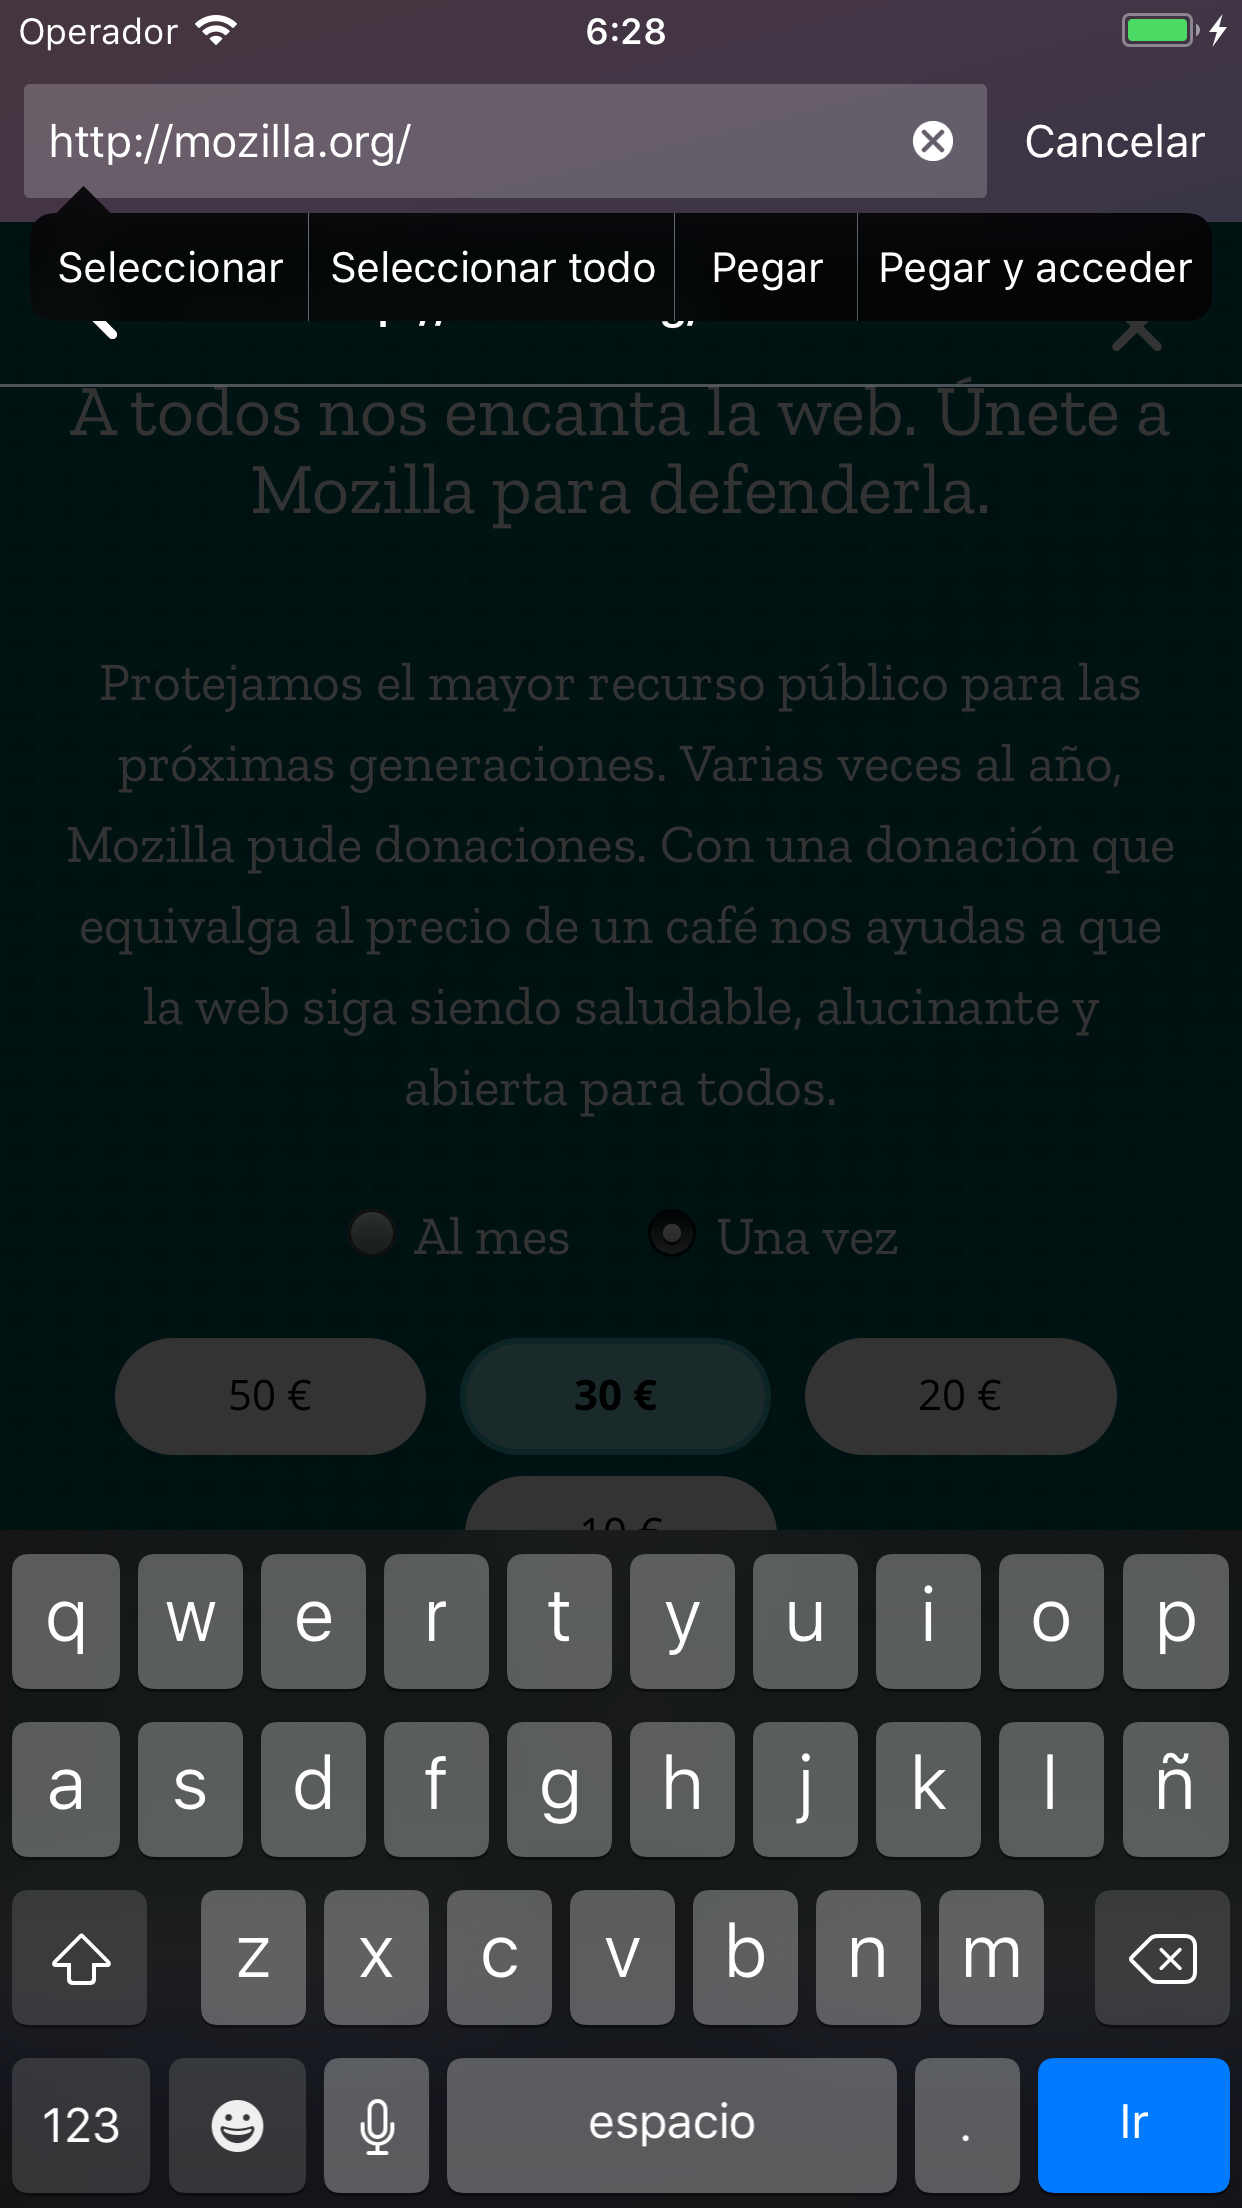 Operador 6:28
http://mozilla.org/ Cancelar
Seleccionar Seleccionar todo Pegar Pegar y acceder
A todos nos encanta la web. Únete a
Mozilla para defenderla.
Protejamos el mayor recurso público para las
próximas generaciones. Varias veces al año,
Mozilla pude donaciones. Con una donación que
equivalga al precio de un café nos ayudas a que
la web siga siendo saludable, alucinante y
abierta para todos.
Al mes Una vez
50 € 30 € 20 €
10 €
q w e r t y u i o p
a s d f g h j k l ñ
z x c v b n m
123 espacio . Ir